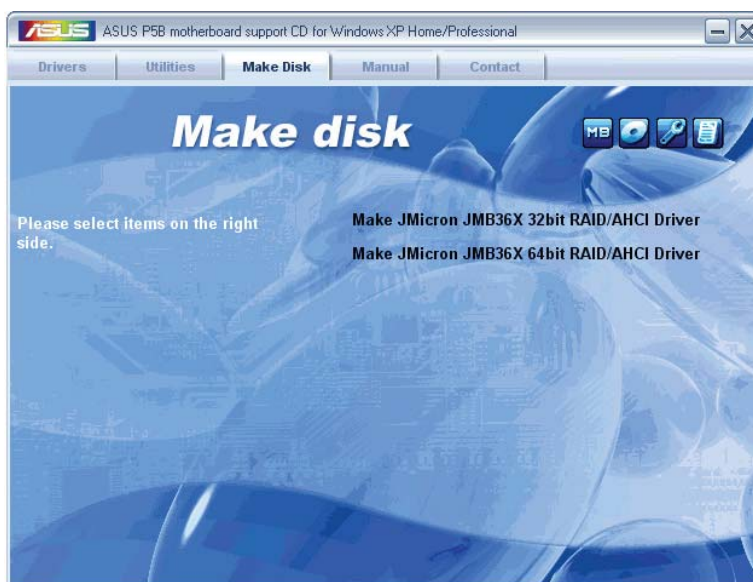 ASUS ASUS P5B motherboard support CD for Windows XP Home/Professional
Drivers Utilities Make Disk Manual Contact
Make disk
MB
Please select items on the right
side.
Make JMicron JMB36X 32bit RAID/AHCI Driver
Make JMicron JMB36X 64bit RAID/AHCI Driver